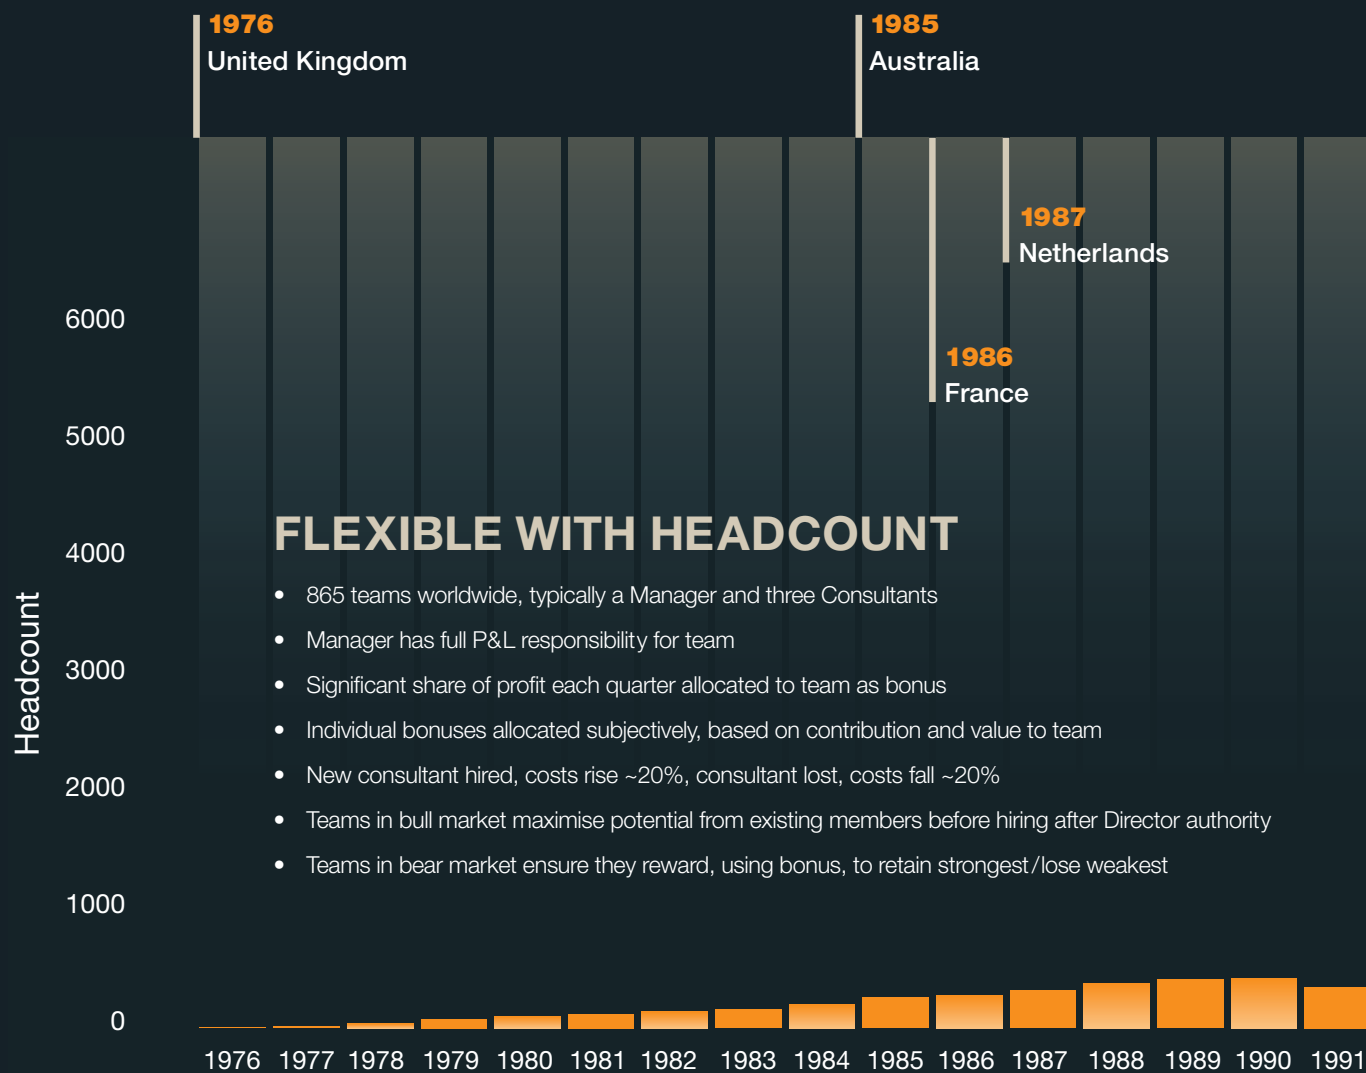 1976
United Kingdom
1985
Australia
1987
Netherlands
1986
France
6000
5000
4000
3000
2000
1000
0
Headcount
FLEXIBLE WITH HEADCOUNT
• 865 teams worldwide, typically a Manager and three Consultants
• Manager has full P&L responsibility for team
• Significant share of profit each quarter allocated to team as bonus
• Individual bonuses allocated subjectively, based on contribution and value to team
• New consultant hired, costs rise ~20%, consultant lost, costs fall ~20%
• Teams in bull market maximise potential from existing members before hiring after Director authority
• Teams in bear market ensure they reward, using bonus, to retain strongest/lose weakest
1976 1977 1978 1979 1980 1981 1982 1983 1984 1985 1986 1987 1988 1989 1990 1991